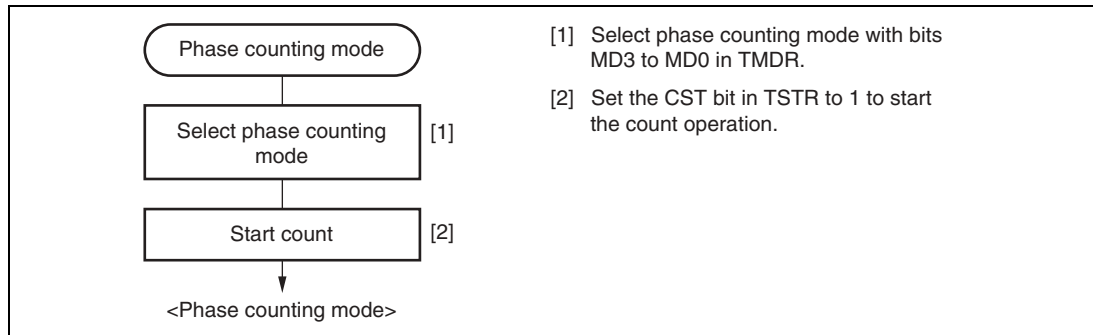 Phase counting mode
Select phase counting
mode
[1]
Start count
[2]
<Phase counting mode>
[1] Select phase counting mode with bits
MD3 to MD0 in TMDR.
[2] Set the CST bit in TSTR to 1 to start
the count operation.